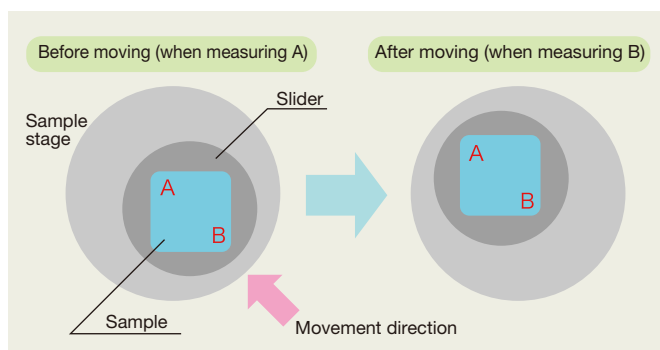 Before moving (when measuring A)
After moving (when measuring B)
Slider
Sample
stage
A
B
A
B
Sample
Movement direction